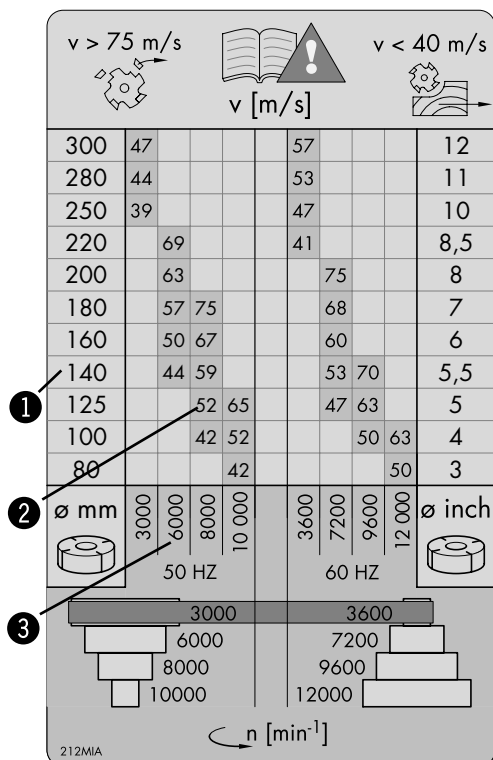 v > 75 m/s
v < 40 m/s
v [m/s]
300 47 57 12
280 44 53 11
250 39 47 10
220 69 41 8,5
200 63 75 8
180 57 75 68 7
160 50 67 60 6
140 44 59 53 70 5,5
1
125 52 65 47 63 5
100 42 52 50 63 4
80 42 50 3
2
ø mm 3000 6000 8000 10 000 3600 7200 9600 12 000 ø inch
50 HZ 60 HZ
3
3000 3600
6000 7200
8000 9600
10000 12000
n [min-1]
212MIA